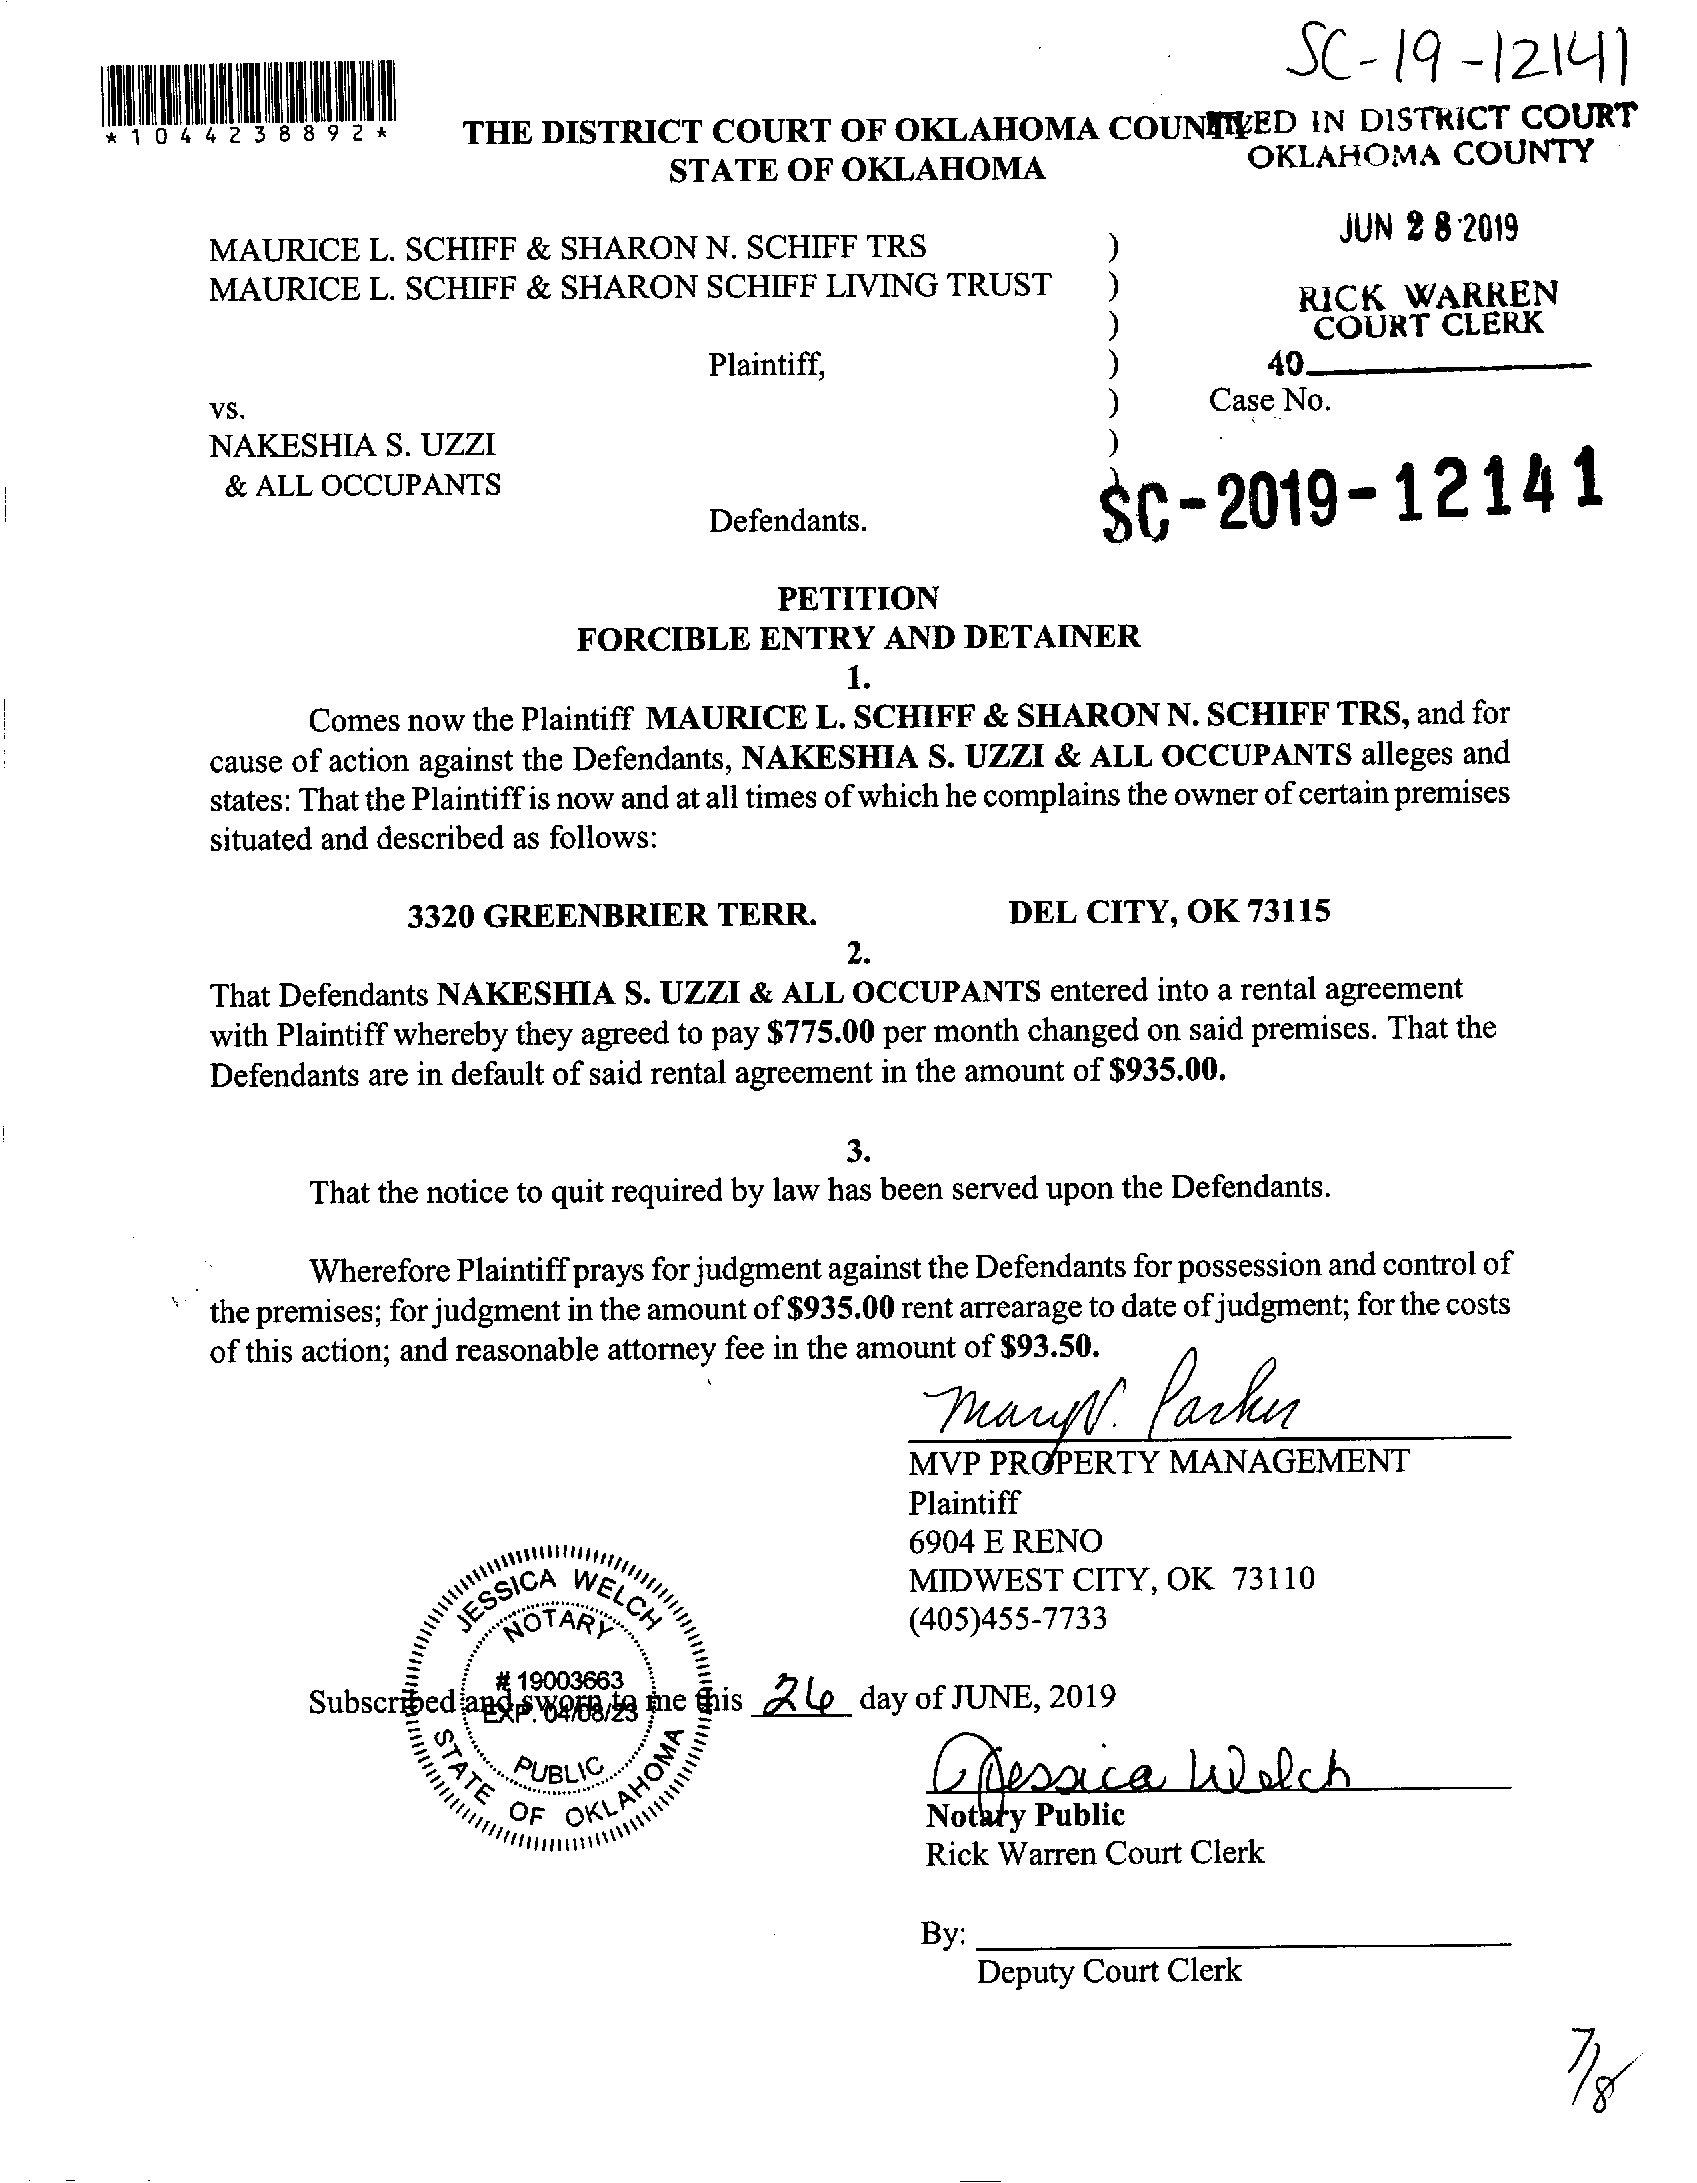 SC-19-12141
*1044238892*
THE DISTRICT COURT OF OKLAHOMA COUNTY
STATE OF OKLAHOMA
IN DISTRICT COURT
OKLAHOMA COUNTY
JUN 28 2019
RICK WARREN
COURT CLERK
40
MAURICE L. SCHIFF & SHARON N. SCHIFF TRS )
MAURICE L. SCHIFF & SHARON SCHIFF LIVING TRUST )
)
Plaintiff, )
vs. ) Case No.
NAKESHIA S. UZZI )
& ALL OCCUPANTS )
SC-2019-12141
Defendants.
PETITION
FORCIBLE ENTRY AND DETAINER
1.
Comes now the Plaintiff MAURICE L. SCHIFF & SHARON N. SCHIFF TRS, and for
cause of action against the Defendants, NAKESHIA S. UZZI & ALL OCCUPANTS alleges and
states: That the Plaintiff is now and at all times of which he complains the owner of certain premises
situated and described as follows:
3320 GREENBRIER TERR. DEL CITY, OK 73115
2.
That Defendants NAKESHIA S. UZZI & ALL OCCUPANTS entered into a rental agreement
with Plaintiff whereby they agreed to pay $775.00 per month changed on said premises. That the
Defendants are in default of said rental agreement in the amount of $935.00.
3.
That the notice to quit required by law has been served upon the Defendants.
Wherefore Plaintiff prays for judgment against the Defendants for possession and control of
the premises; for judgment in the amount of $935.00 rent arrearage to date of judgment; for the costs
of this action; and reasonable attorney fee in the amount of $93.50.
Mary V. Parker
MVP PROPERTY MANAGEMENT
Plaintiff
6904 E RENO
MIDWEST CITY, OK 73110
(405)455-7733
JESSICA WELCH
NOTARY
# 19003663
EXP. 04/08/23
PUBLIC
STATE OF OKLAHOMA
Subscribed and sworn to me this 26 day of JUNE, 2019
Jessica Welch
Notary Public
Rick Warren Court Clerk
By:
Deputy Court Clerk
7/8